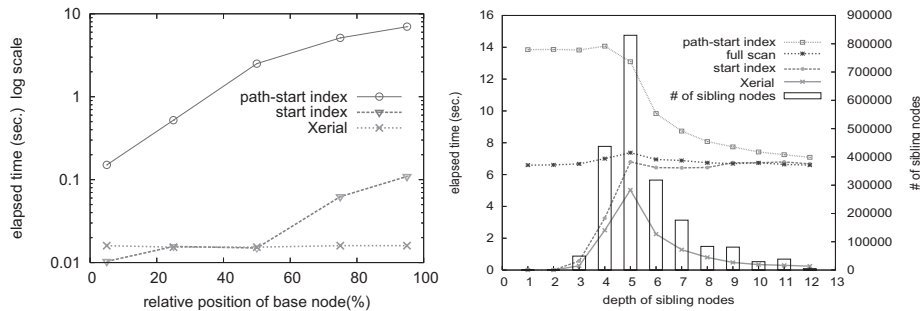 elapsed time (sec.) log scale
10
1
0.1
0.01
path-start index
start index
Xerial
0 20 40 60 80 100
relative position of base node(%)
elapsed time (sec.)
16
14
12
10
8
6
4
2
0
path-start index
full scan
start index
Xerial
# of sibling nodes
900000
800000
700000
600000
500000
400000
300000
200000
100000
0
# of sibling nodes
0 1 2 3 4 5 6 7 8 9 10 11 12 13
depth of sibling nodes